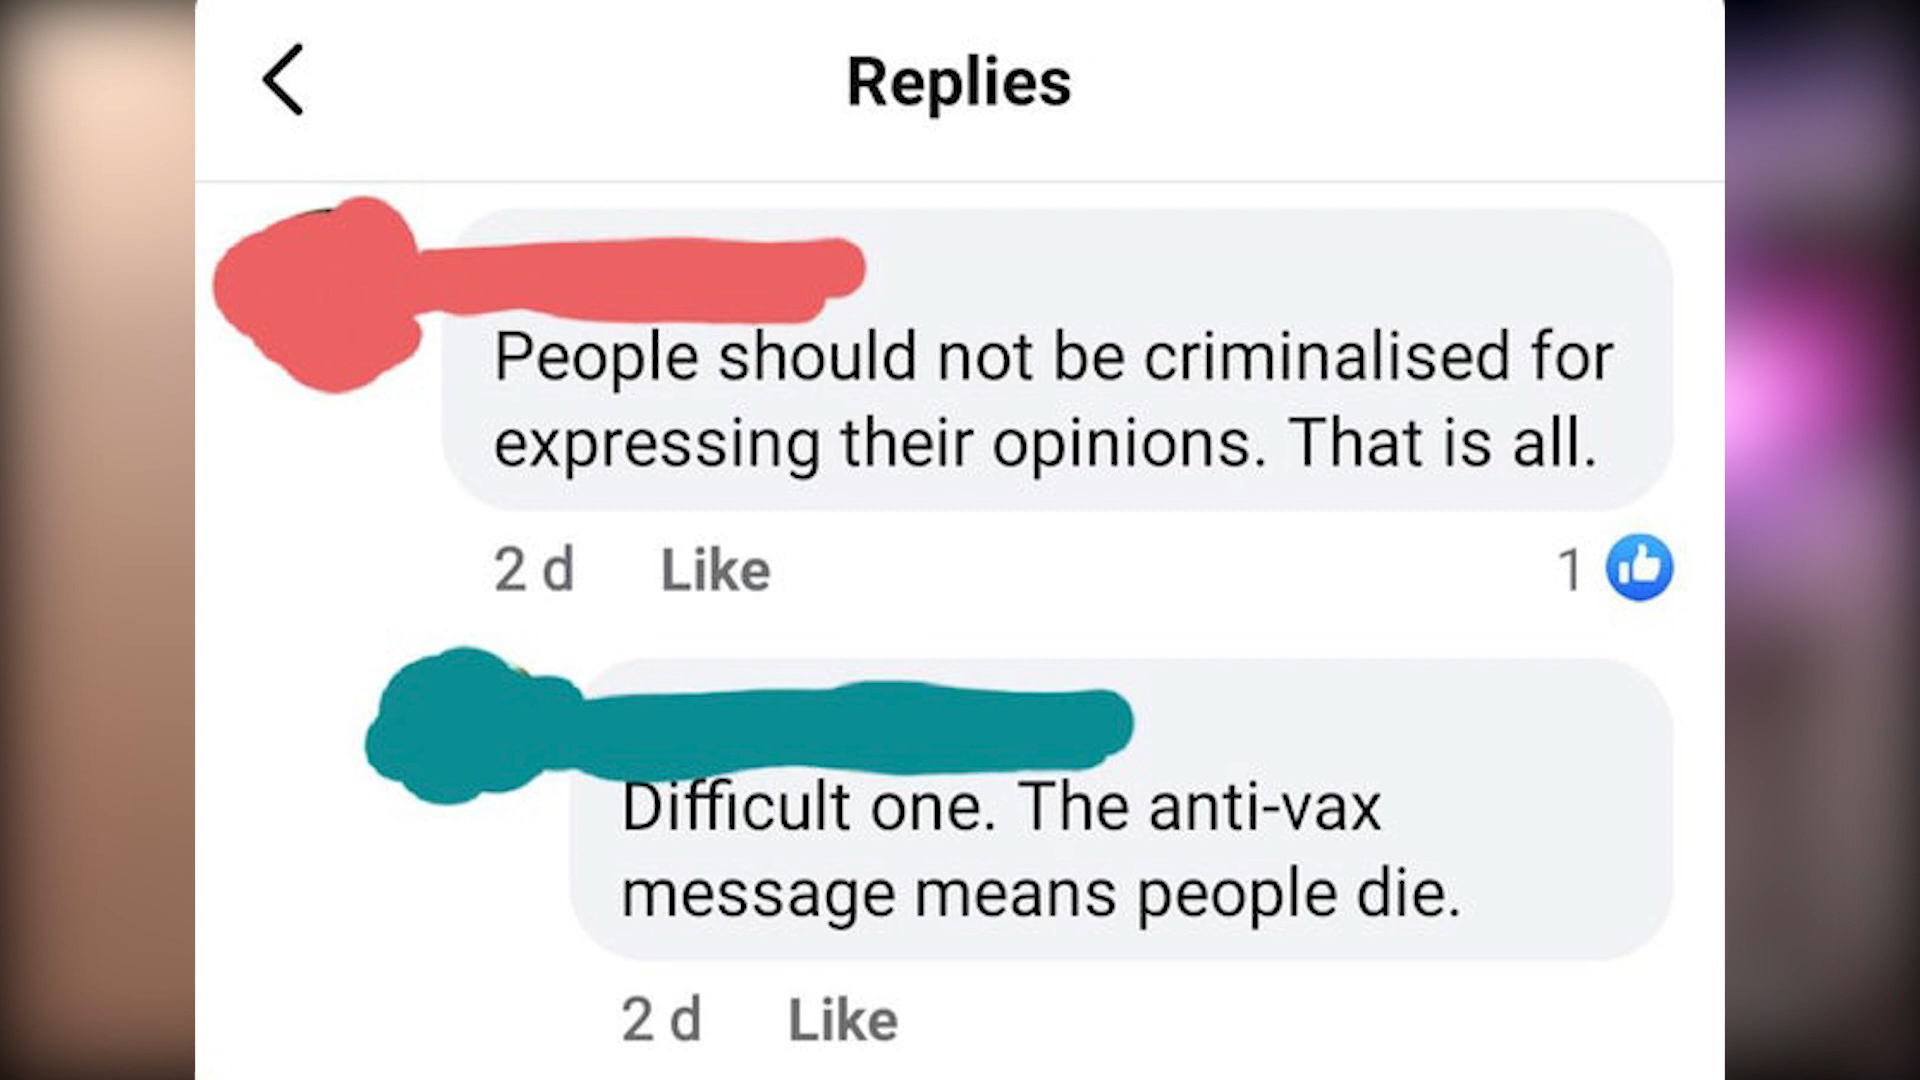 Replies
People should not be criminalised for
expressing their opinions. That is all.
2 d Like 1
Difficult one. The anti-vax
message means people die.
2 d Like